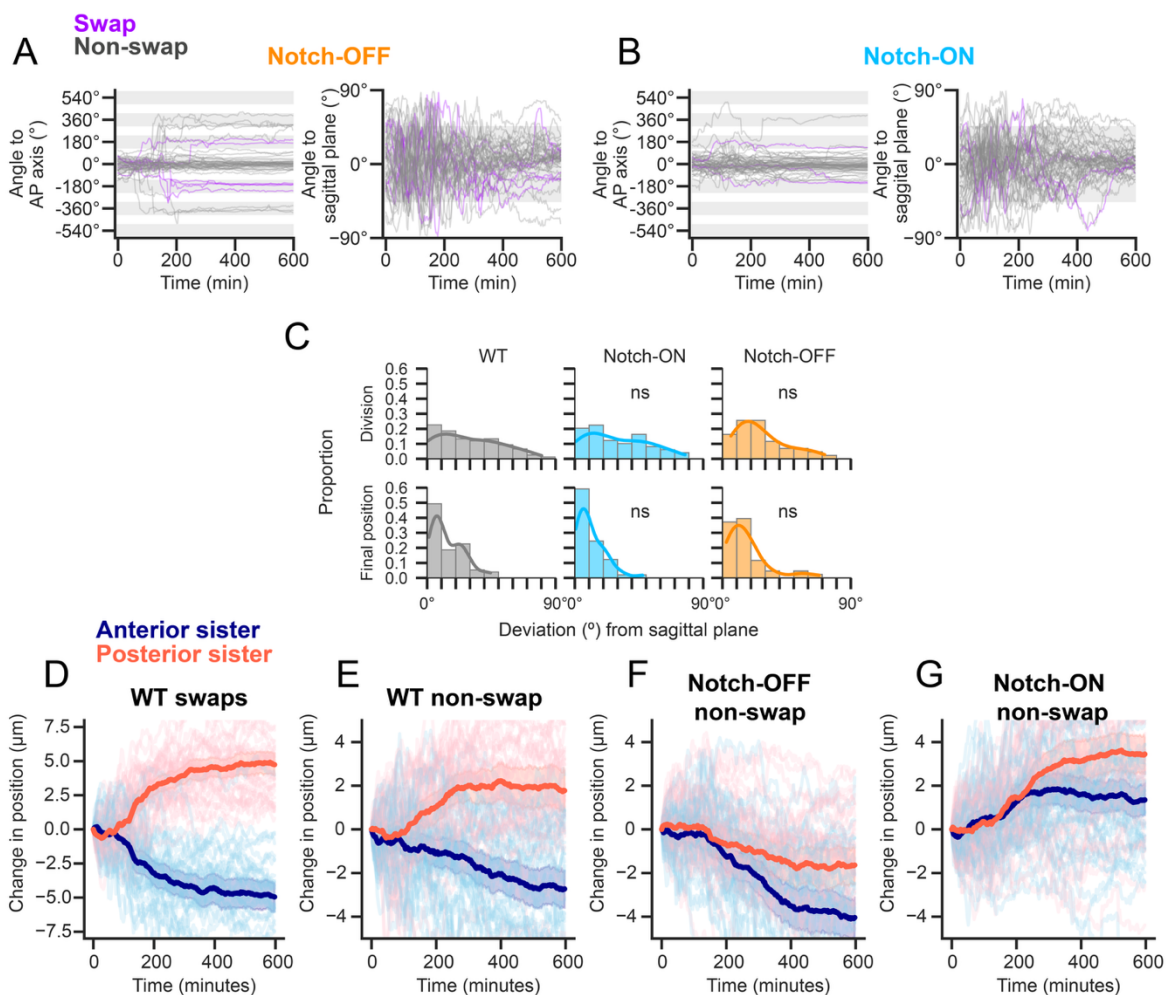 Swap
Non-swap
A
Notch-OFF
B
Notch-ON
Angle to
AP axis (°)
540°
360°
180°
0°
-180°
-360°
-540°
0 200 400 600
Time (min)
Angle to
sagittal plane (°)
90°
0°
−90°
0 200 400 600
Time (min)
Angle to
AP axis (°)
540°
360°
180°
0°
-180°
-360°
-540°
0 200 400 600
Time (min)
Angle to
sagittal plane (°)
90°
0°
−90°
0 200 400 600
Time (min)
C
WT
Notch-ON
Notch-OFF
Proportion
Division
0.6
0.5
0.4
0.3
0.2
0.1
0.0
ns
ns
Final position
0.6
0.5
0.4
0.3
0.2
0.1
0.0
ns
ns
0° 90°0° 90°0° 90°
Deviation (º) from sagittal plane
Anterior sister
Posterior sister
D
WT swaps
Change in position (µm)
7.5
5.0
2.5
0.0
−2.5
−5.0
−7.5
0 200 400 600
Time (minutes)
E
WT non-swap
Change in position (µm)
4
2
0
−2
−4
0 200 400 600
Time (minutes)
F
Notch-OFF
non-swap
Change in position (µm)
4
2
0
−2
−4
0 200 400 600
Time (minutes)
G
Notch-ON
non-swap
Change in position (µm)
4
2
0
−2
−4
0 200 400 600
Time (minutes)